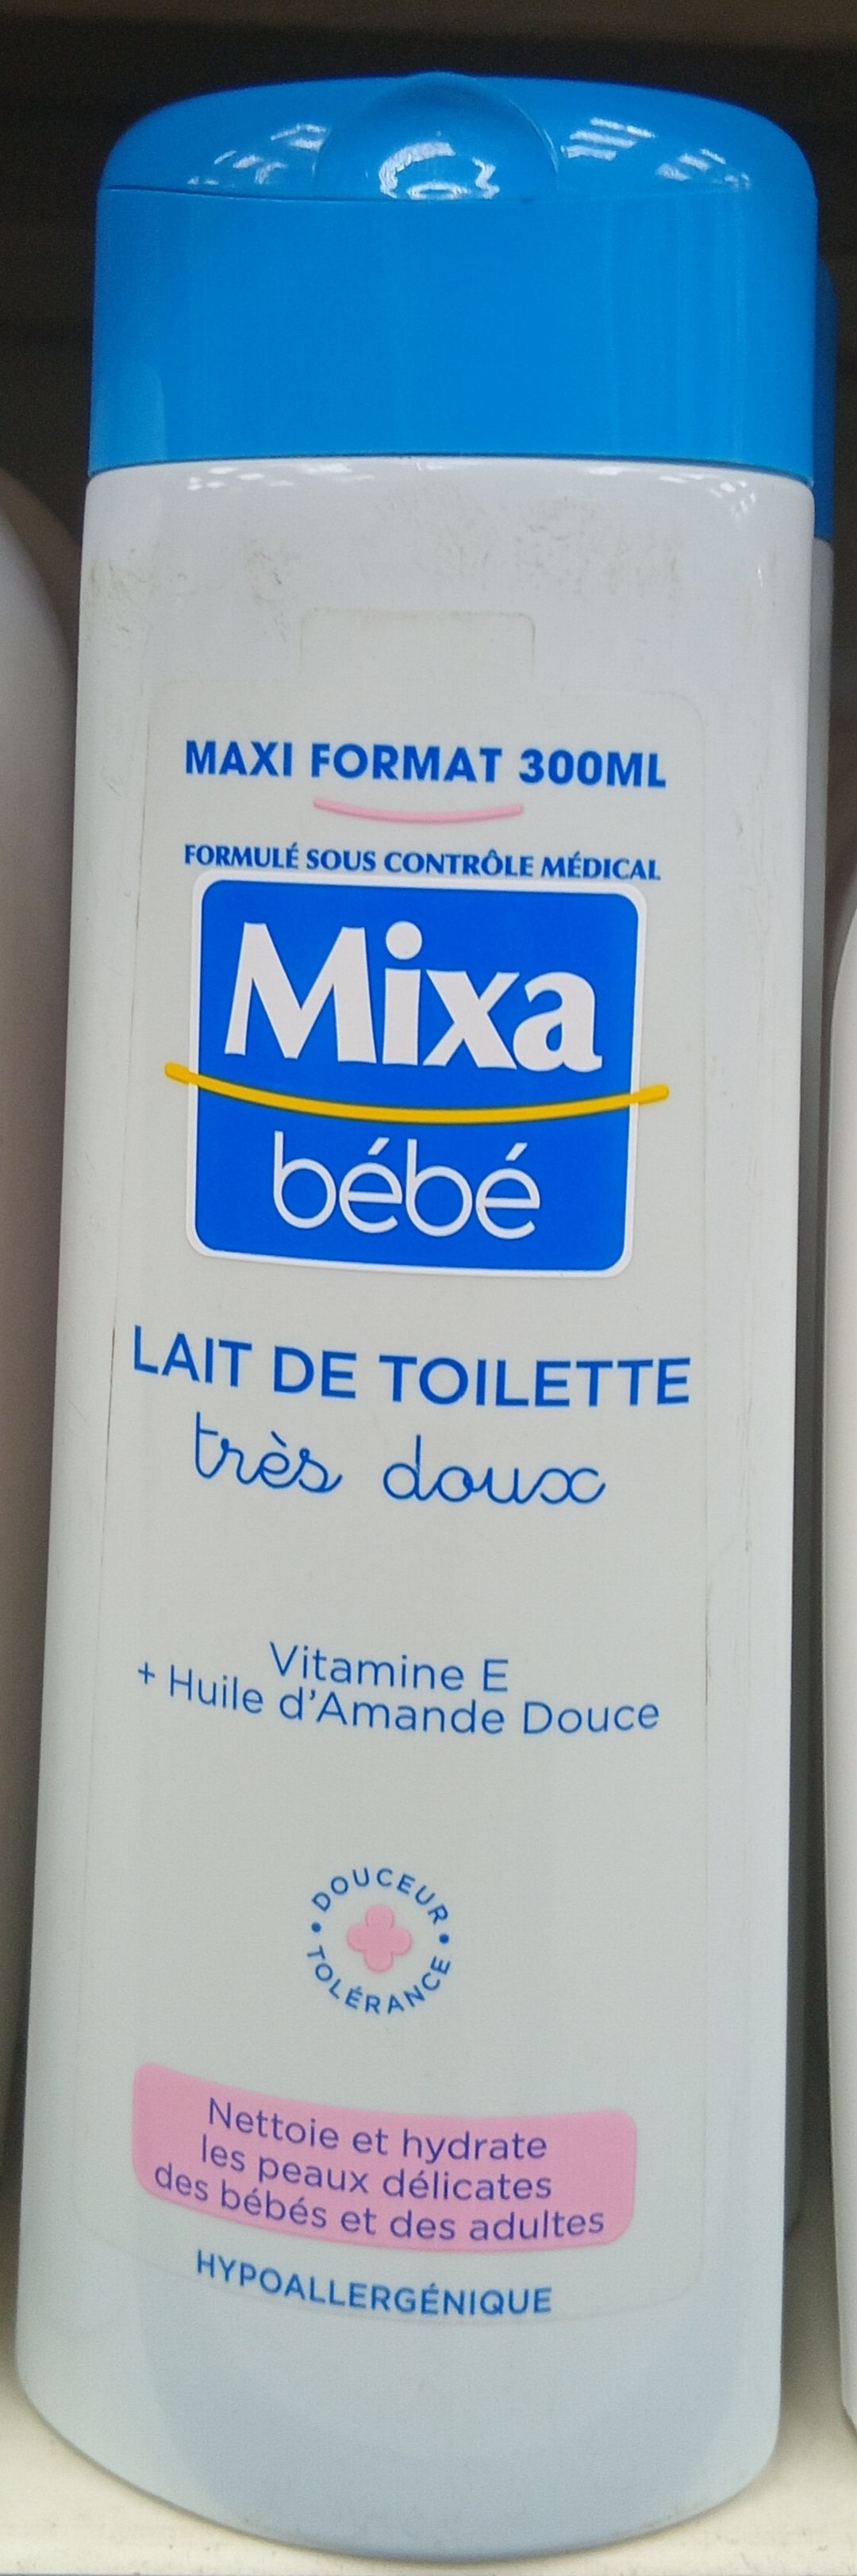 MAXI FORMAT 300ML
FORMULÉ SOUS CONTRÔLE MÉDICAL
Mixa
bébé
LAIT DE TOILETTE
très doux
Vitamine E
+ Huile d'Amande Douce
DOUCEUR
TOLÉRANCE
Nettoie et hydrate
les peaux délicates
des bébés et des adultes
HYPOALLERGÉNIQUE